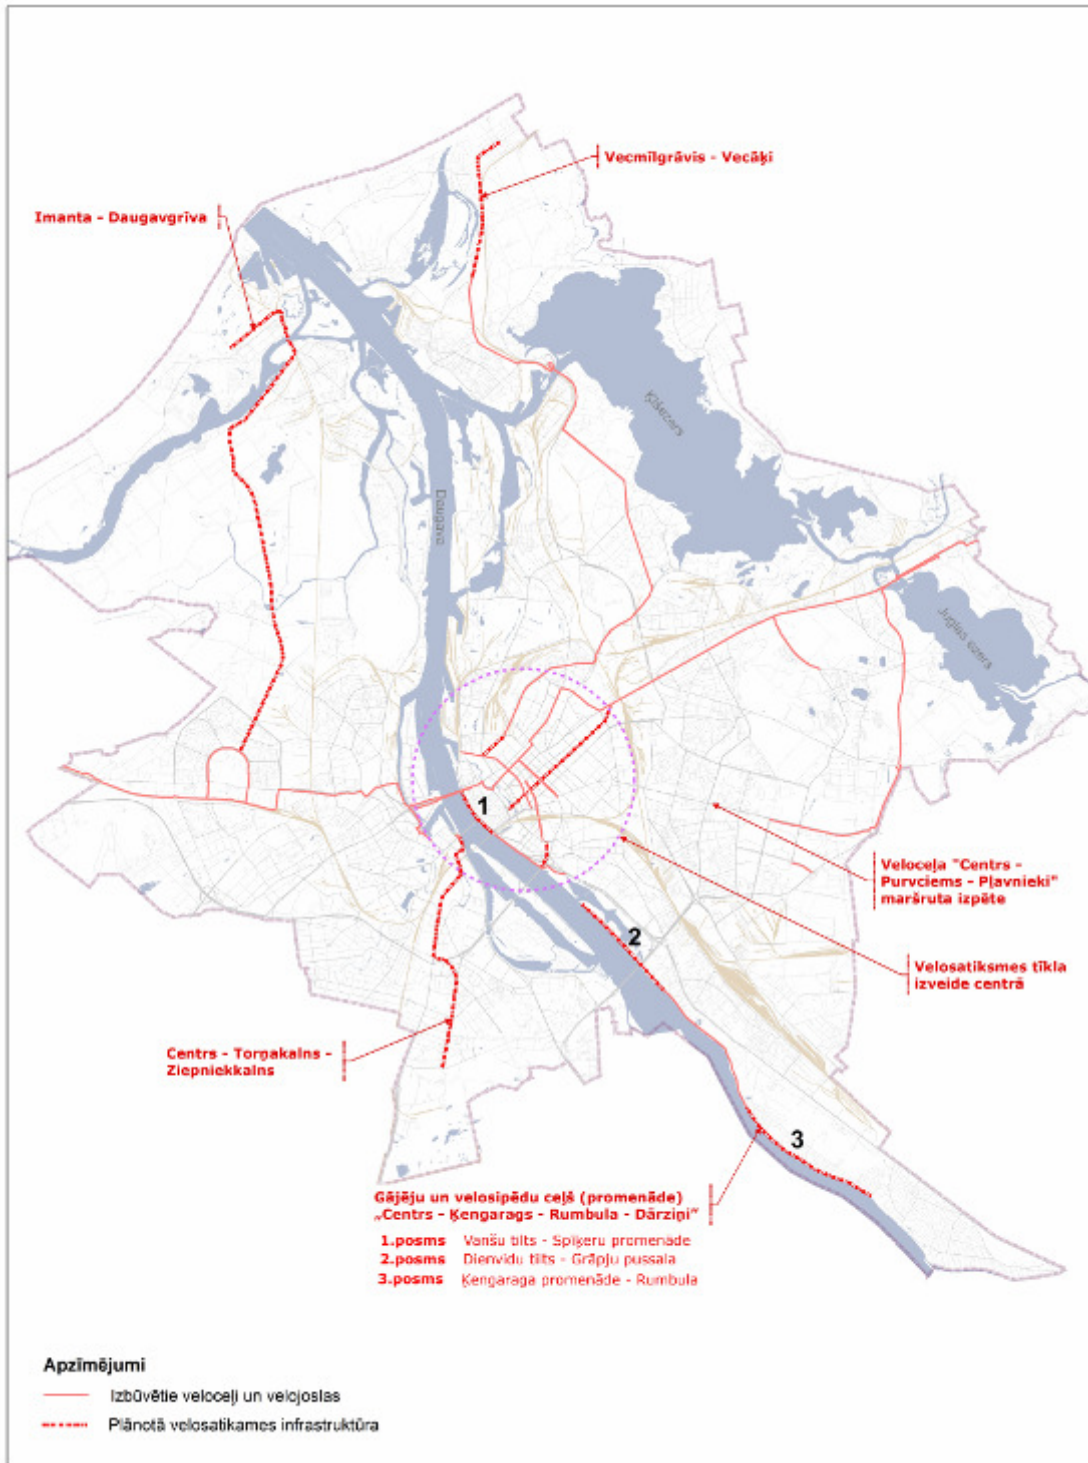 Vecmīlgrāvis - Vecāķi
Imanta - Daugavgrīva
Ķīšezers
Daugava
Juglas ezers
1
Veloceļa "Centrs -
Purvciems - Pļavnieki"
maršruta izpēte
2
Velosatiksmes tīkla
izveide centrā
Centrs - Torņakalns -
Ziepniekkalns
3
Gājēju un velosipēdu ceļš (promenāde)
„Centrs - Ķengarags - Rumbula - Dārziņi"
1.posms Vanšu tilts - Spīķeru promenāde
2.posms Dienvidu tilts - Grāpju pussala
3.posms Ķengaraga promenāde - Rumbula
Apzīmējumi
Izbūvētie veloceļi un velojoslas
Plānotā velosatikames infrastruktūra